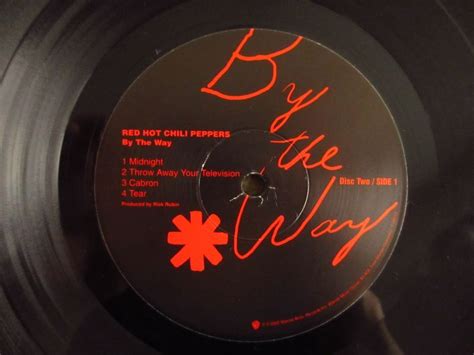 By
the
Way
RED HOT CHILI PEPPERS
By The Way
1 Midnight
2 Throw Away Your Television
3 Cabron
4 Tear
Produced by Rick Rubin
Disc Two / SIDE 1